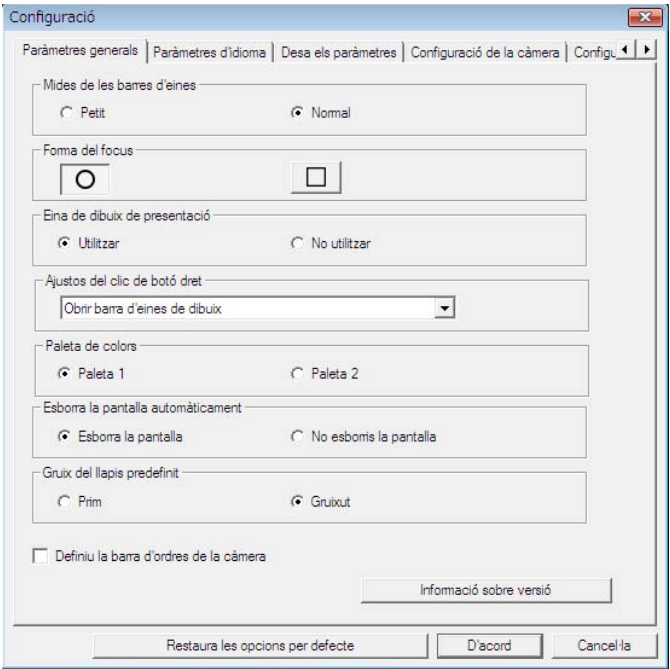 Configuració
Paràmetres generals Paràmetres d'idioma Desa els paràmetres Configuració de la càmera Configu
Mides de les barres d'eines
Petit Normal
Forma del focus
Eina de dibuix de presentació
Utilitzar No utilitzar
Ajustos del clic de botó dret
Obrir barra d'eines de dibuix
Paleta de colors
Paleta 1 Paleta 2
Esborra la pantalla automàticament
Esborra la pantalla No esborris la pantalla
Gruix del llapis predefinit
Prim Gruixut
Definiu la barra d'ordres de la càmera
Informació sobre versió
Restaura les opcions per defecte D'acord Cancel·la